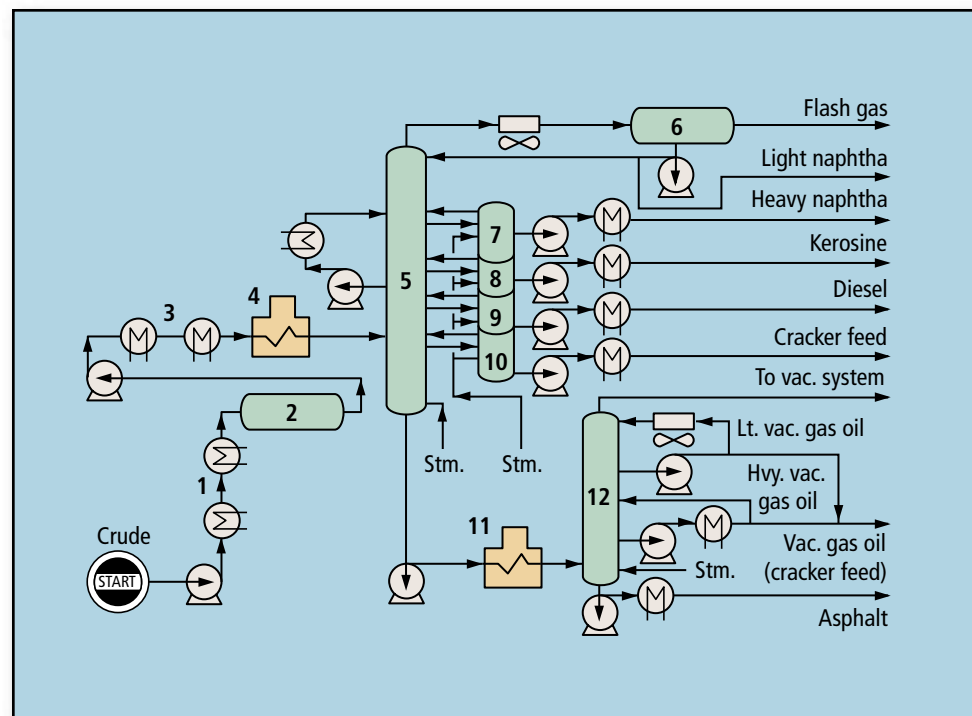 Flash gas
6
Light naphtha
Heavy naphtha
7
Kerosine
5
8
Diesel
4
3
9
Cracker feed
10
To vac. system
2
Lt. vac. gas oil
Stm.
Stm.
1
Hvy. vac.
gas oil
12
11
Crude
Vac. gas oil
(cracker feed)
START
Stm.
Asphalt